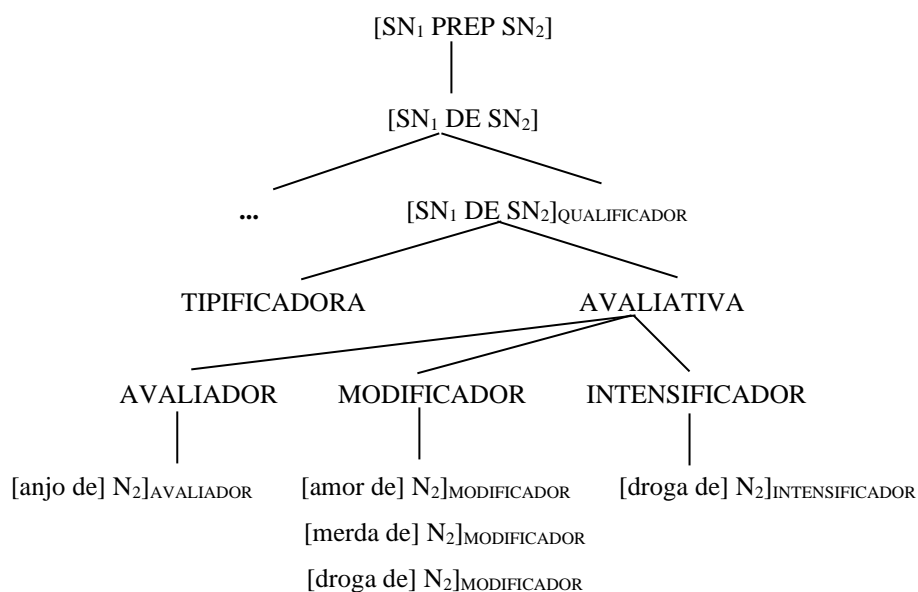 [SN₁ PREP SN₂]
[SN₁ DE SN₂]
... [SN₁ DE SN₂]QUALIFICADOR
TIPIFICADORA AVALIATIVA
AVALIADOR MODIFICADOR INTENSIFICADOR
[anjo de] N₂]AVALIADOR [amor de] N₂]MODIFICADOR [droga de] N₂]INTENSIFICADOR
[merda de] N₂]MODIFICADOR
[droga de] N₂]MODIFICADOR